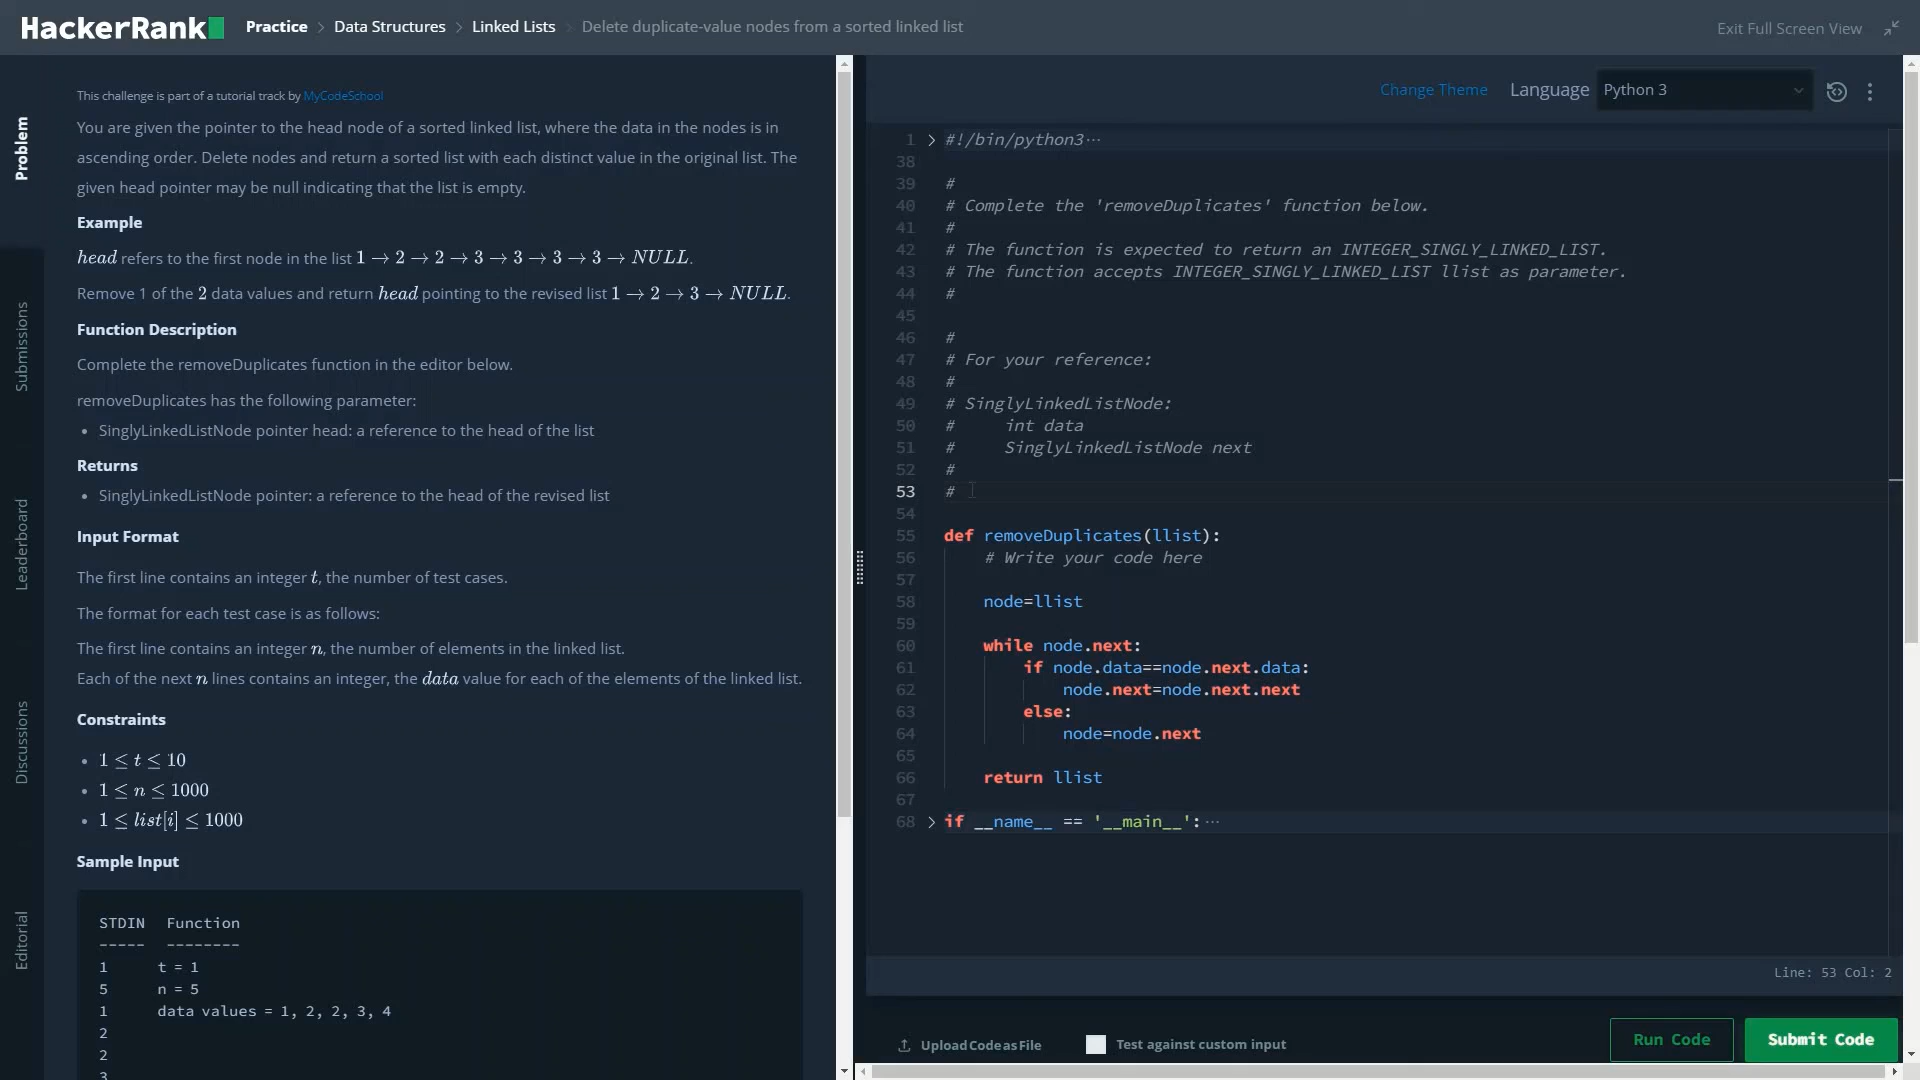 HackerRank
Practice > Data Structures > Linked Lists > Delete duplicate-value nodes from a sorted linked list
Exit Full Screen View
Problem
Submissions
Leaderboard
Discussions
Editorial
This challenge is part of a tutorial track by MyCodeSchool
You are given the pointer to the head node of a sorted linked list, where the data in the nodes is in
ascending order. Delete nodes and return a sorted list with each distinct value in the original list. The
given head pointer may be null indicating that the list is empty.
Example
head refers to the first node in the list 1 → 2 → 2 → 3 → 3 → 3 → 3 → NULL.
Remove 1 of the 2 data values and return head pointing to the revised list 1 → 2 → 3 → NULL.
Function Description
Complete the removeDuplicates function in the editor below.
removeDuplicates has the following parameter:
• SinglyLinkedListNode pointer head: a reference to the head of the list
Returns
• SinglyLinkedListNode pointer: a reference to the head of the revised list
Input Format
The first line contains an integer t, the number of test cases.
The format for each test case is as follows:
The first line contains an integer n, the number of elements in the linked list.
Each of the next n lines contains an integer, the data value for each of the elements of the linked list.
Constraints
• 1 ≤ t ≤ 10
• 1 ≤ n ≤ 1000
• 1 ≤ list[i] ≤ 1000
Sample Input
STDIN Function
----- --------
1 t = 1
5 n = 5
1 data values = 1, 2, 2, 3, 4
2
2
3
Change Theme Language Python 3
1 > #!/bin/python3···
38
39 #
40 # Complete the 'removeDuplicates' function below.
41 #
42 # The function is expected to return an INTEGER_SINGLY_LINKED_LIST.
43 # The function accepts INTEGER_SINGLY_LINKED_LIST llist as parameter.
44 #
45
46 #
47 # For your reference:
48 #
49 # SinglyLinkedListNode:
50 #     int data
51 #     SinglyLinkedListNode next
52 #
53 #
54
55 def removeDuplicates(llist):
56     # Write your code here
57
58     node=llist
59
60     while node.next:
61         if node.data==node.next.data:
62             node.next=node.next.next
63         else:
64             node=node.next
65
66     return llist
67
68 > if __name__ == '__main__':···
Line: 53 Col: 2
Upload Code as File
Test against custom input
Run Code
Submit Code